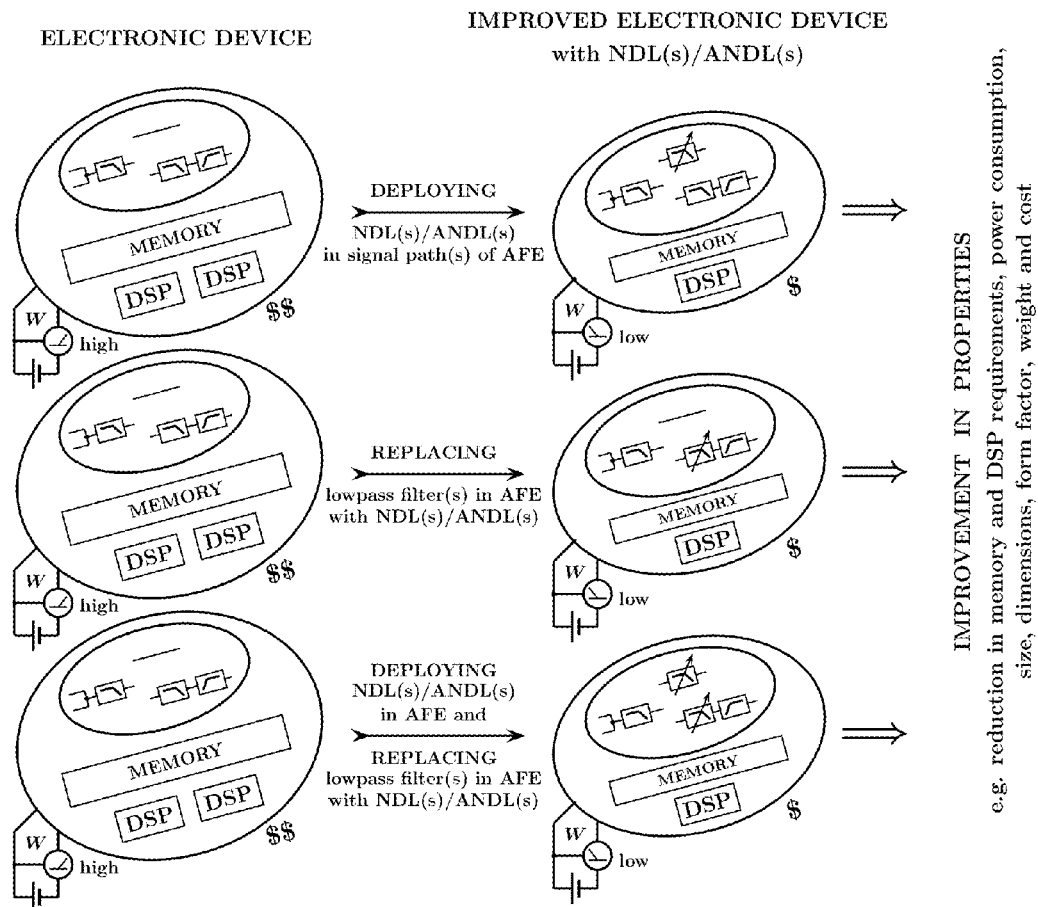 ELECTRONIC DEVICE
IMPROVED ELECTRONIC DEVICE
with NDL(s)/ANDL(s)
MEMORY
DSP DSP
$$
W
high
DEPLOYING
NDL(s)/ANDL(s)
in signal path(s) of AFE
MEMORY
DSP
$
W
low
MEMORY
DSP DSP
$$
W
high
REPLACING
lowpass filter(s) in AFE
with NDL(s)/ANDL(s)
MEMORY
DSP
$
W
low
MEMORY
DSP DSP
$$
W
high
DEPLOYING
NDL(s)/ANDL(s)
in AFE and
REPLACING
lowpass filter(s) in AFE
with NDL(s)/ANDL(s)
MEMORY
DSP
$
W
low
IMPROVEMENT IN PROPERTIES
e.g. reduction in memory and DSP requirements, power consumption,
size, dimensions, form factor, weight and cost